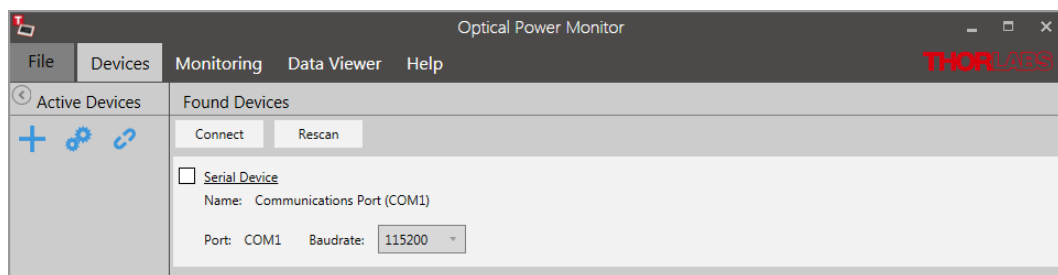 Optical Power Monitor
File Devices Monitoring Data Viewer Help THORLABS
Active Devices Found Devices
Connect Rescan
Serial Device
Name: Communications Port (COM1)
Port: COM1 Baudrate: 115200